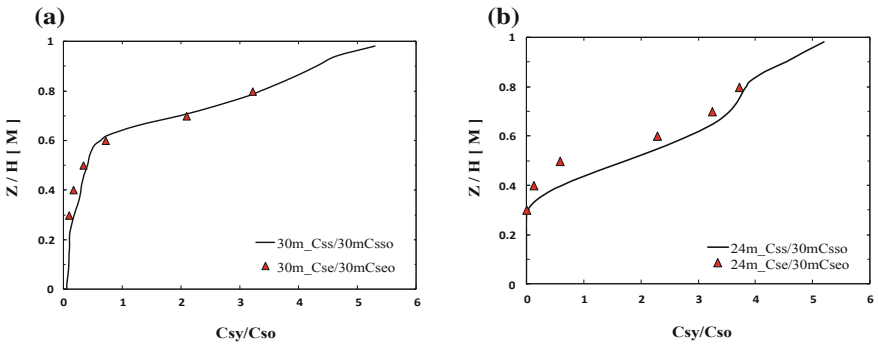 (a)
1
0.8
0.6
0.4
0.2
0
Z / H [ M ]
0 1 2 3 4 5 6
Csy/Cso
30m_Css/30mCsso
30m_Cse/30mCseo
(b)
1
0.8
0.6
0.4
0.2
0
Z / H [ M ]
0 1 2 3 4 5 6
Csy/Cso
24m_Css/30mCsso
24m_Cse/30mCseo